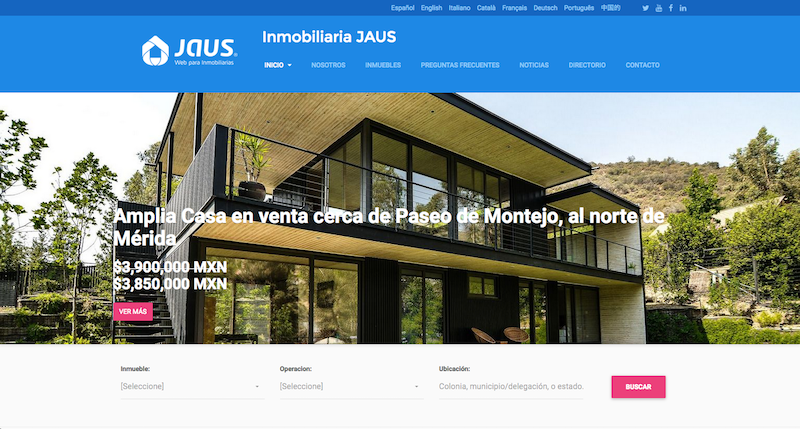 Español English Italiano Català Français Deutsch Português 中国的
JAUS®
Web para Inmobiliarias
Inmobiliaria JAUS
INICIO NOSOTROS INMUEBLES PREGUNTAS FRECUENTES NOTICIAS DIRECTORIO CONTACTO
Amplia Casa en venta cerca de Paseo de Montejo, al norte de
Mérida
$3,900,000 MXN
$3,850,000 MXN
VER MÁS
Inmueble: Operacion: Ubicación:
[Seleccione] [Seleccione] Colonia, municipio/delegación, o estado.
BUSCAR